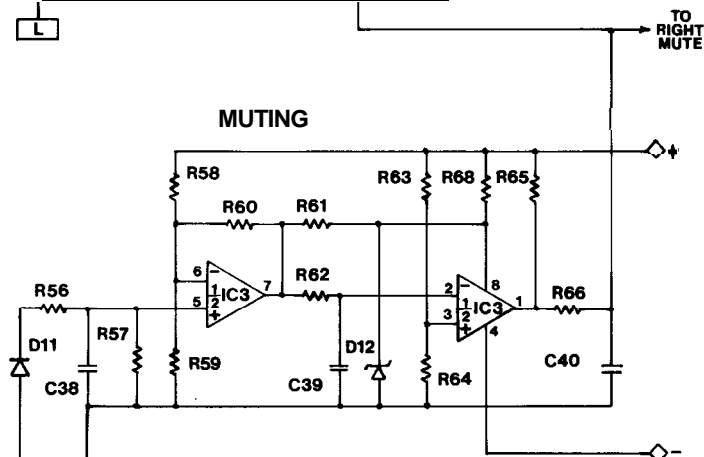 L
TO
RIGHT
MUTE
MUTING
+
R58
R63
R68
R65
R60
R61
6
−
1
2
IC3
7
5
+
R62
2
−
8
1
2
IC3
1
3
+
4
R66
R56
R57
D11
C38
R59
C39
D12
R64
C40
−